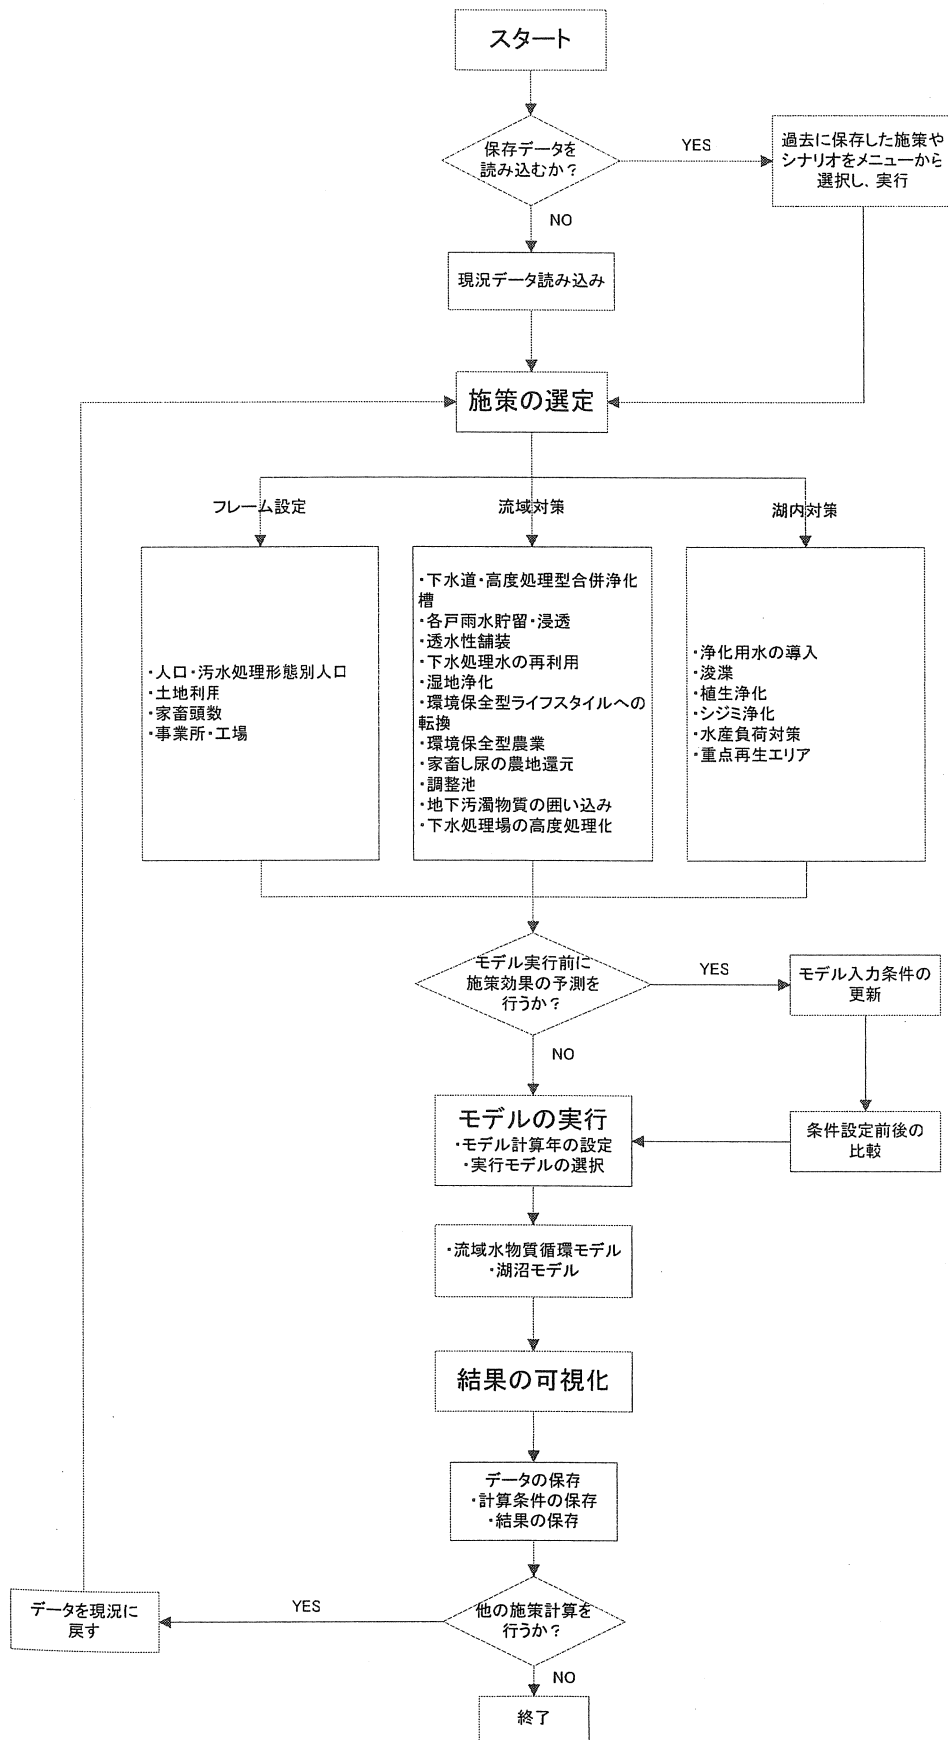 スタート
保存データを
読み込むか？
YES
過去に保存した施策や
シナリオをメニューから
選択し、実行
NO
現況データ読み込み
施策の選定
フレーム設定
流域対策
湖内対策
・人口・汚水処理形態別人口
・土地利用
・家畜頭数
・事業所・工場
・下水道・高度処理型合併浄化
槽
・各戸雨水貯留・浸透
・透水性舗装
・下水処理水の再利用
・湿地浄化
・環境保全型ライフスタイルへの
転換
・環境保全型農業
・家畜し尿の農地還元
・調整池
・地下汚濁物質の囲い込み
・下水処理場の高度処理化
・浄化用水の導入
・浚渫
・植生浄化
・シジミ浄化
・水産負荷対策
・重点再生エリア
モデル実行前に
施策効果の予測を
行うか？
YES
モデル入力条件の
更新
NO
モデルの実行
・モデル計算年の設定
・実行モデルの選択
条件設定前後の
比較
・流域水物質循環モデル
・湖沼モデル
結果の可視化
データの保存
・計算条件の保存
・結果の保存
他の施策計算を
行うか？
YES
データを現況に
戻す
NO
終了